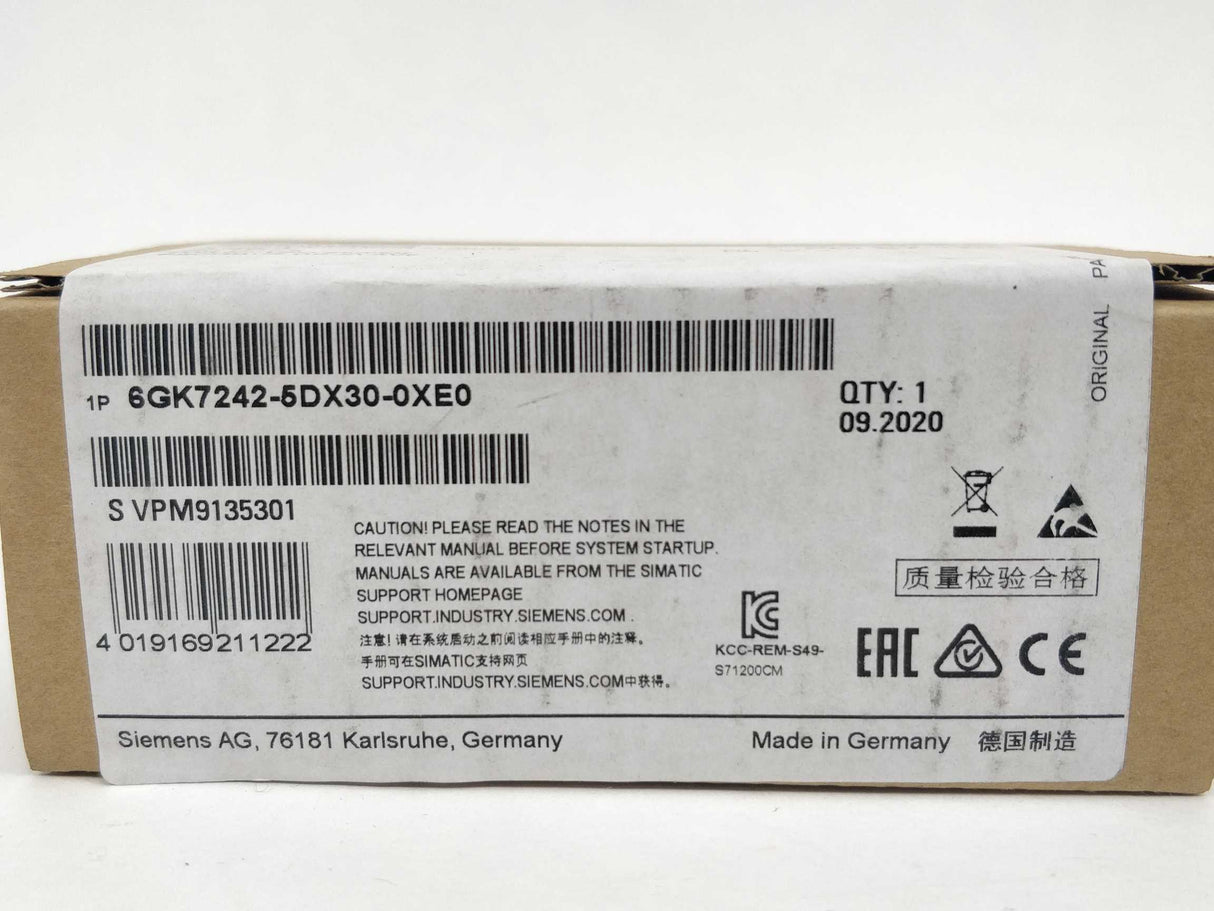 ORIGINAL PA
1P 6GK7242-5DX30-0XE0
QTY: 1
09.2020
S VPM9135301
4 019169 211222
CAUTION! PLEASE READ THE NOTES IN THE
RELEVANT MANUAL BEFORE SYSTEM STARTUP.
MANUALS ARE AVAILABLE FROM THE SIMATIC
SUPPORT HOMEPAGE
SUPPORT.INDUSTRY.SIEMENS.COM .
注意! 请在系统启动之前阅读相应手册中的注释。
手册可在SIMATIC支持网页
SUPPORT.INDUSTRY.SIEMENS.COM中获得。
KCC-REM-S49-
S71200CM
质量检验合格
EAC
CE
Siemens AG, 76181 Karlsruhe, Germany
Made in Germany 德国制造